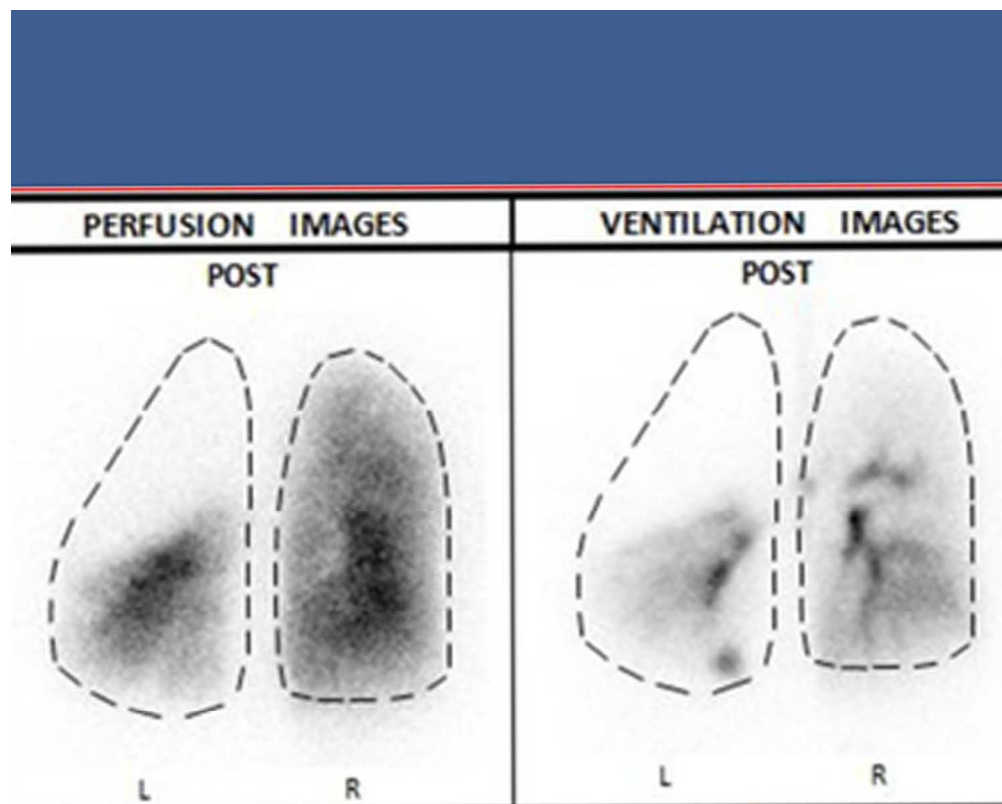 PERFUSION IMAGES
VENTILATION IMAGES
POST
POST
L
R
L
R